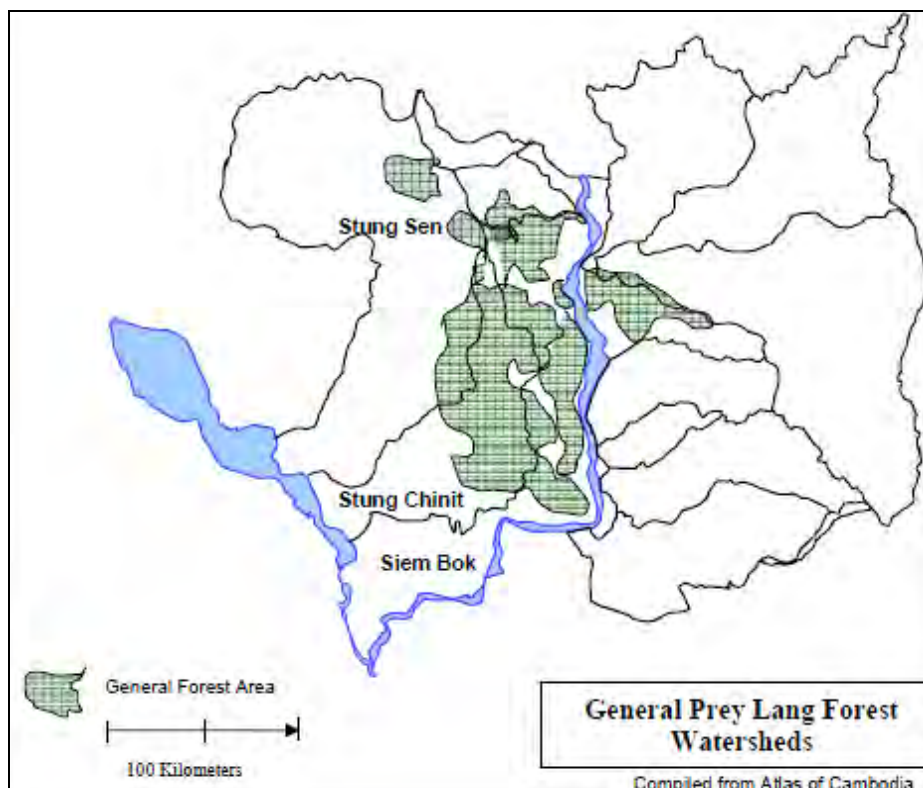 Stung Sen
Stung Chinit
Siem Bok
General Forest Area
100 Kilometers
General Prey Lang Forest
Watersheds
Compiled from Atlas of Cambodia